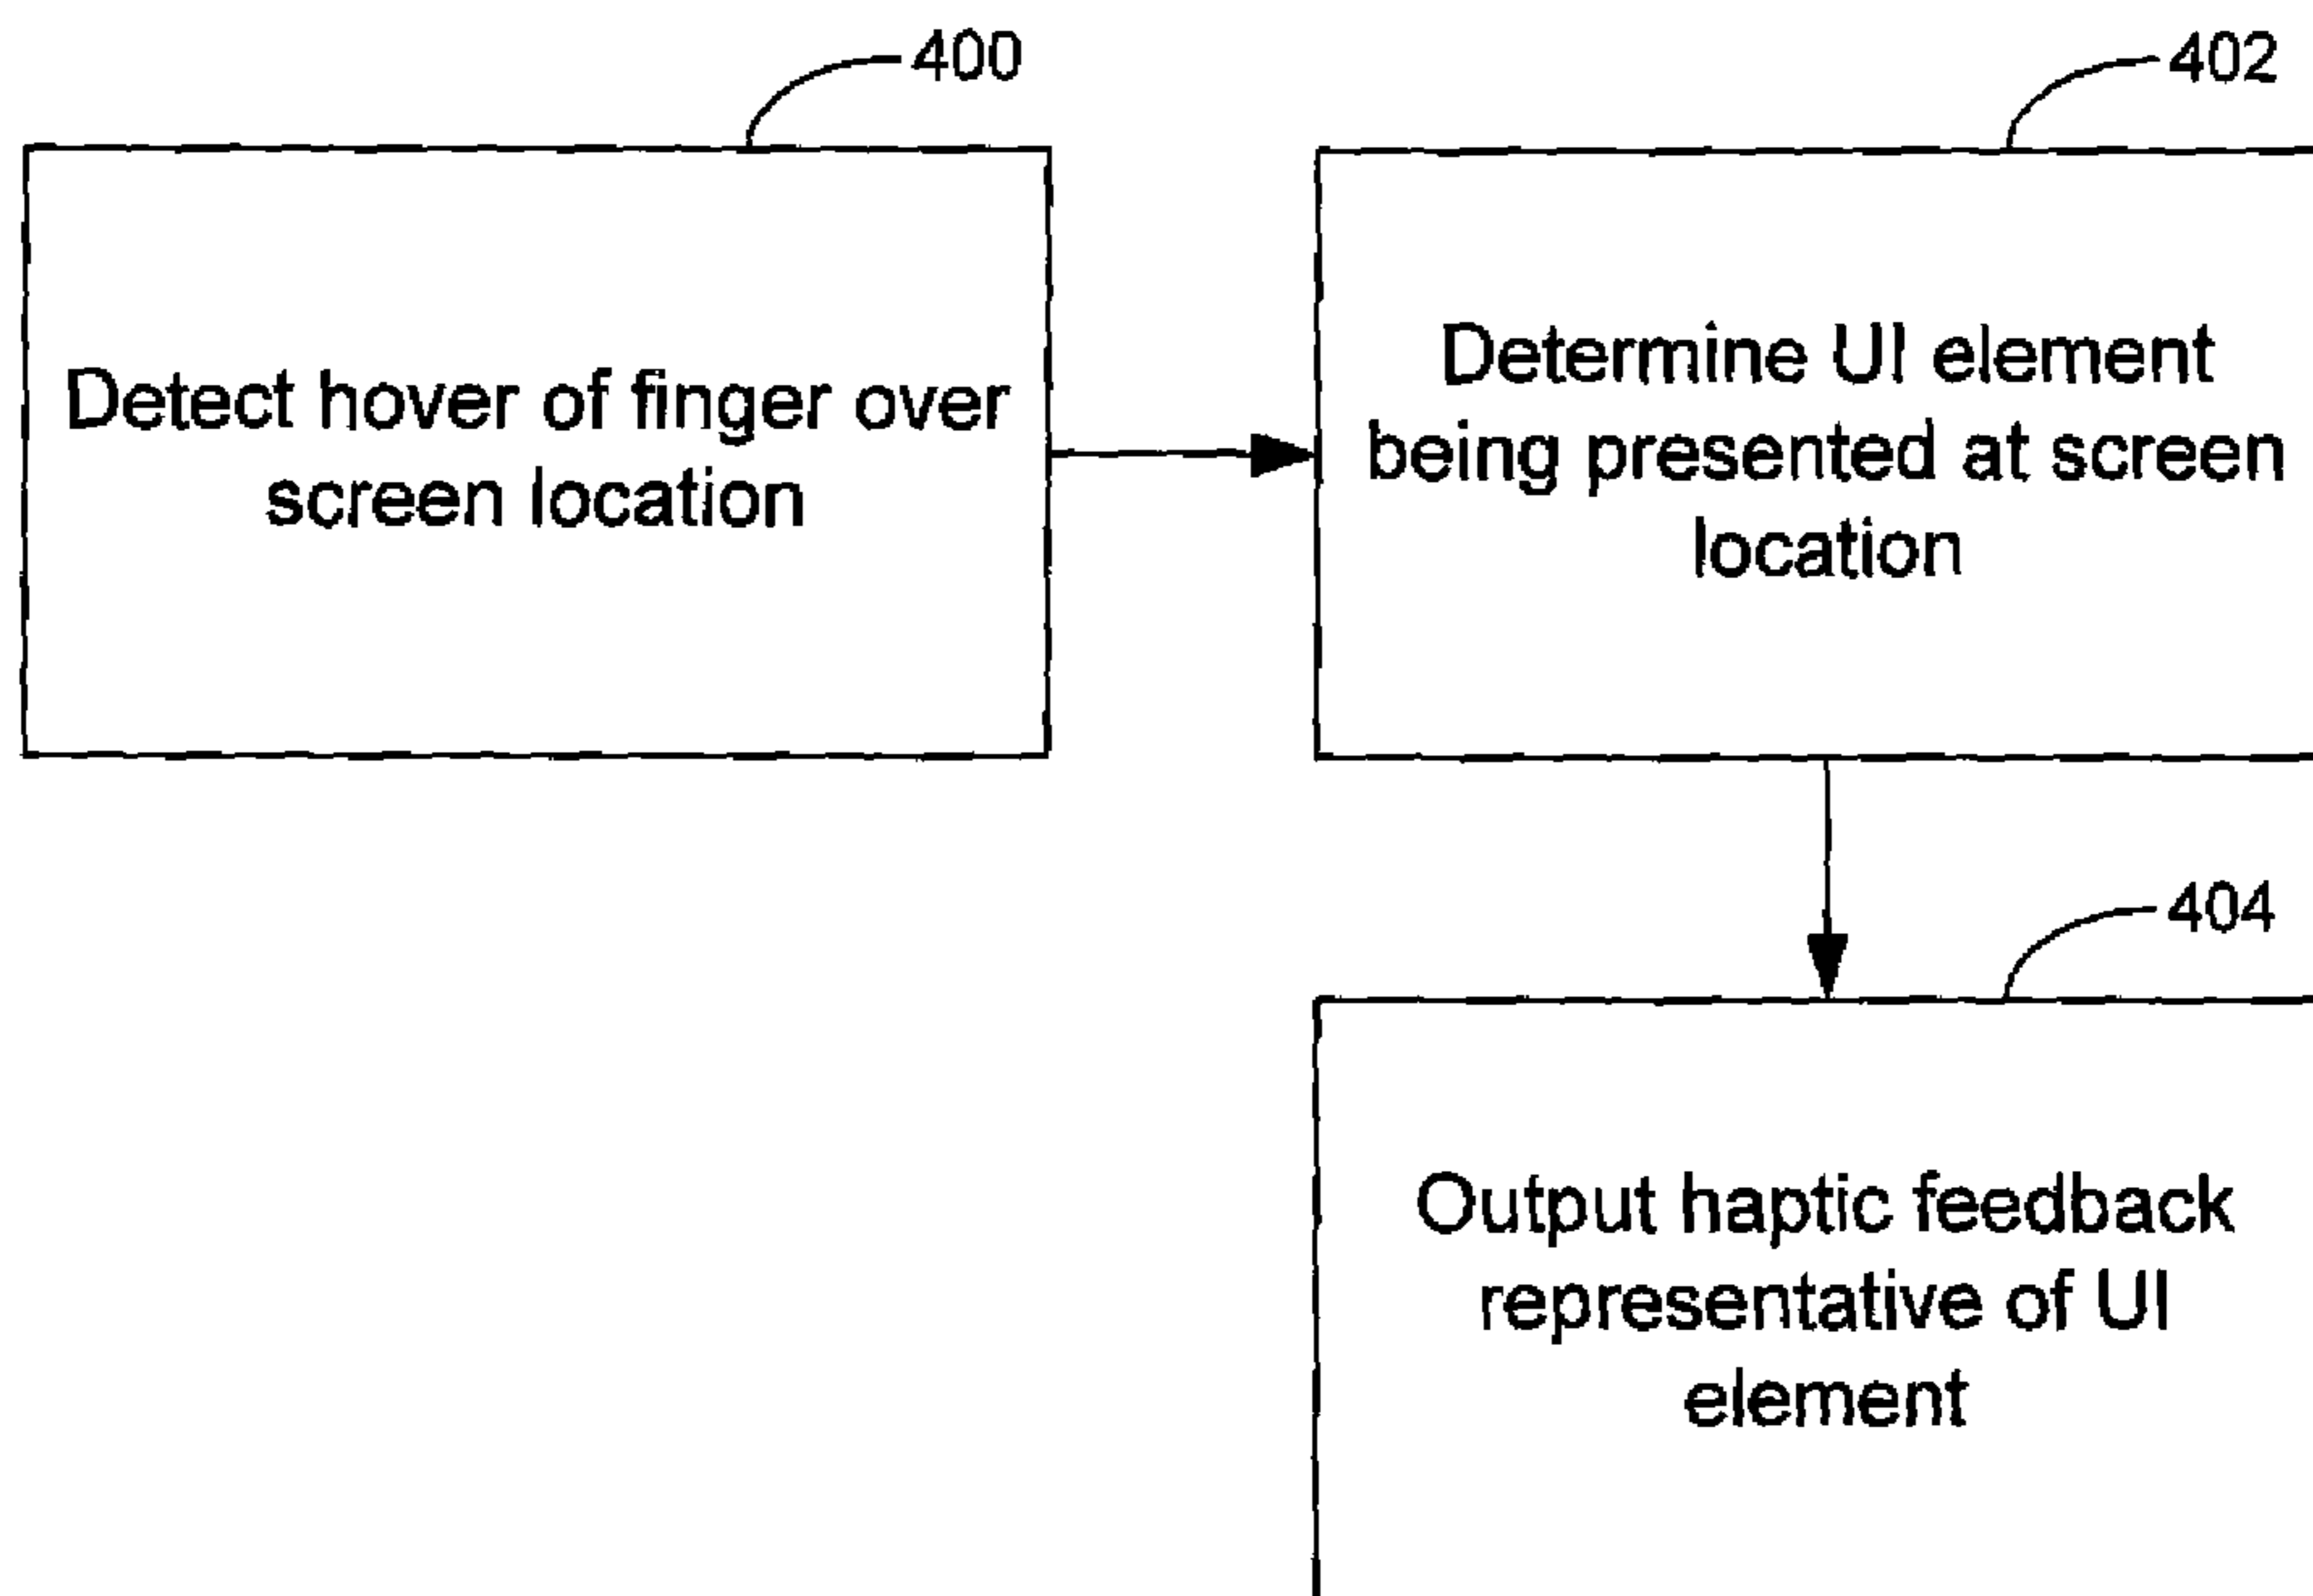 400
Detect hover of finger over
screen location
402
Determine UI element
being presented at screen
location
404
Output haptic feedback
representative of UI
element